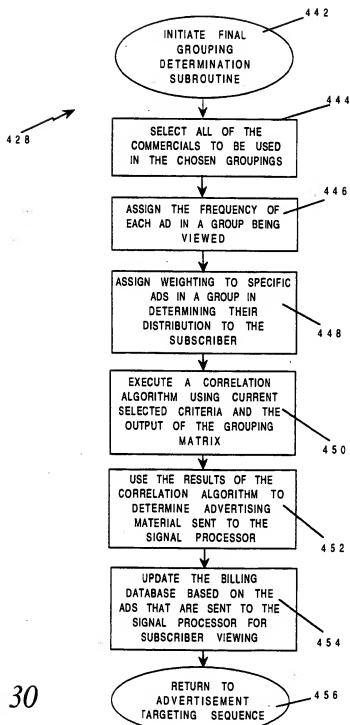 442
INITIATE FINAL
GROUPING
DETERMINATION
SUBROUTINE
428
444
SELECT ALL OF THE
COMMERCIALS TO BE USED
IN THE CHOSEN GROUPINGS
446
ASSIGN THE FREQUENCY OF
EACH AD IN A GROUP BEING
VIEWED
ASSIGN WEIGHTING TO SPECIFIC
ADS IN A GROUP IN
DETERMINING THEIR
DISTRIBUTION TO THE
SUBSCRIBER
448
EXECUTE A CORRELATION
ALGORITHM USING CURRENT
SELECTED CRITERIA AND THE
OUTPUT OF THE GROUPING
MATRIX
450
USE THE RESULTS OF THE
CORRELATION ALGORITHM TO
DETERMINE ADVERTISING
MATERIAL SENT TO THE
SIGNAL PROCESSOR
452
UPDATE THE BILLING
DATABASE BASED ON THE
ADS THAT ARE SENT TO THE
SIGNAL PROCESSOR FOR
SUBSCRIBER VIEWING
454
RETURN TO
ADVERTISEMENT
TARGETING SEQUENCE
456
30